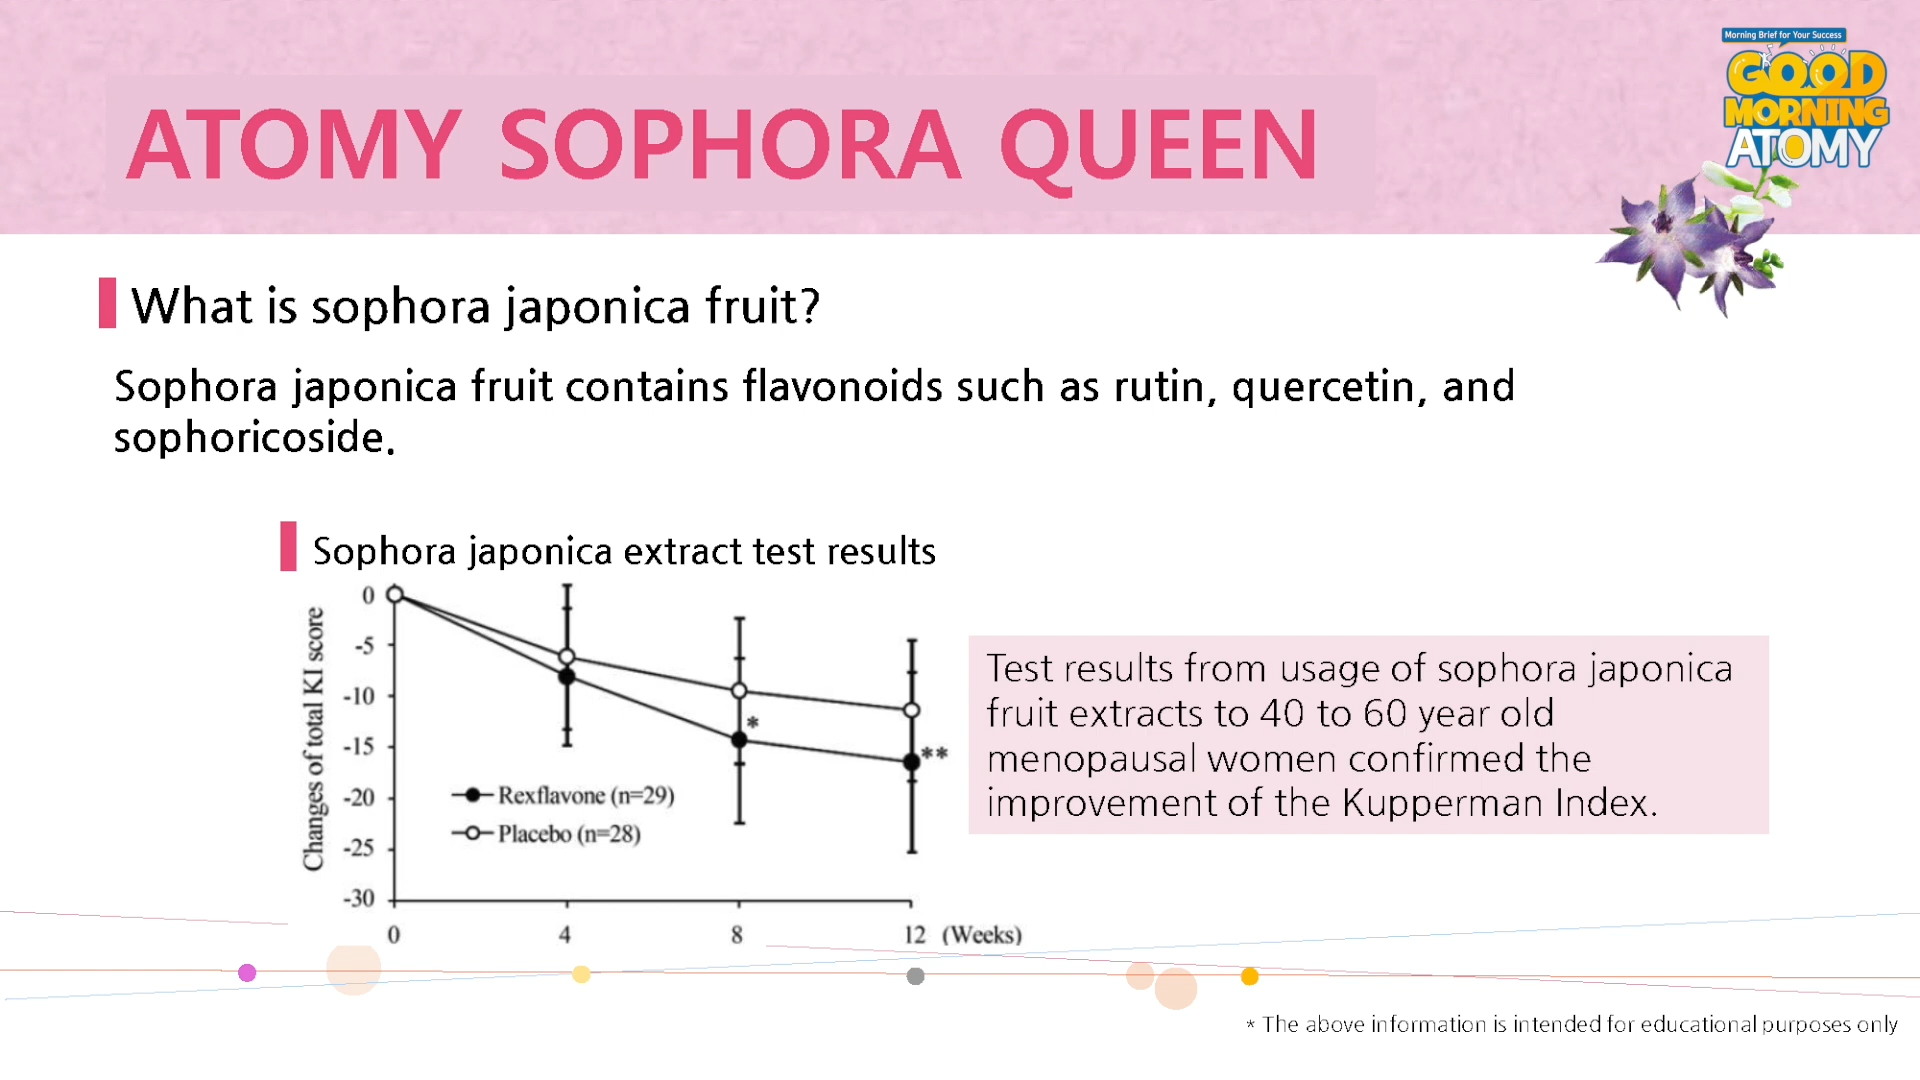 Morning Brief for Your Success
GOOD
MORNING
ATOMY
ATOMY SOPHORA QUEEN
What is sophora japonica fruit?
Sophora japonica fruit contains flavonoids such as rutin, quercetin, and
sophoricoside.
Sophora japonica extract test results
Changes of total KI score
0
-5
-10
-15
-20
-25
-30
*
**
Rexflavone (n=29)
Placebo (n=28)
0 4 8 12 (Weeks)
Test results from usage of sophora japonica
fruit extracts to 40 to 60 year old
menopausal women confirmed the
improvement of the Kupperman Index.
* The above information is intended for educational purposes only